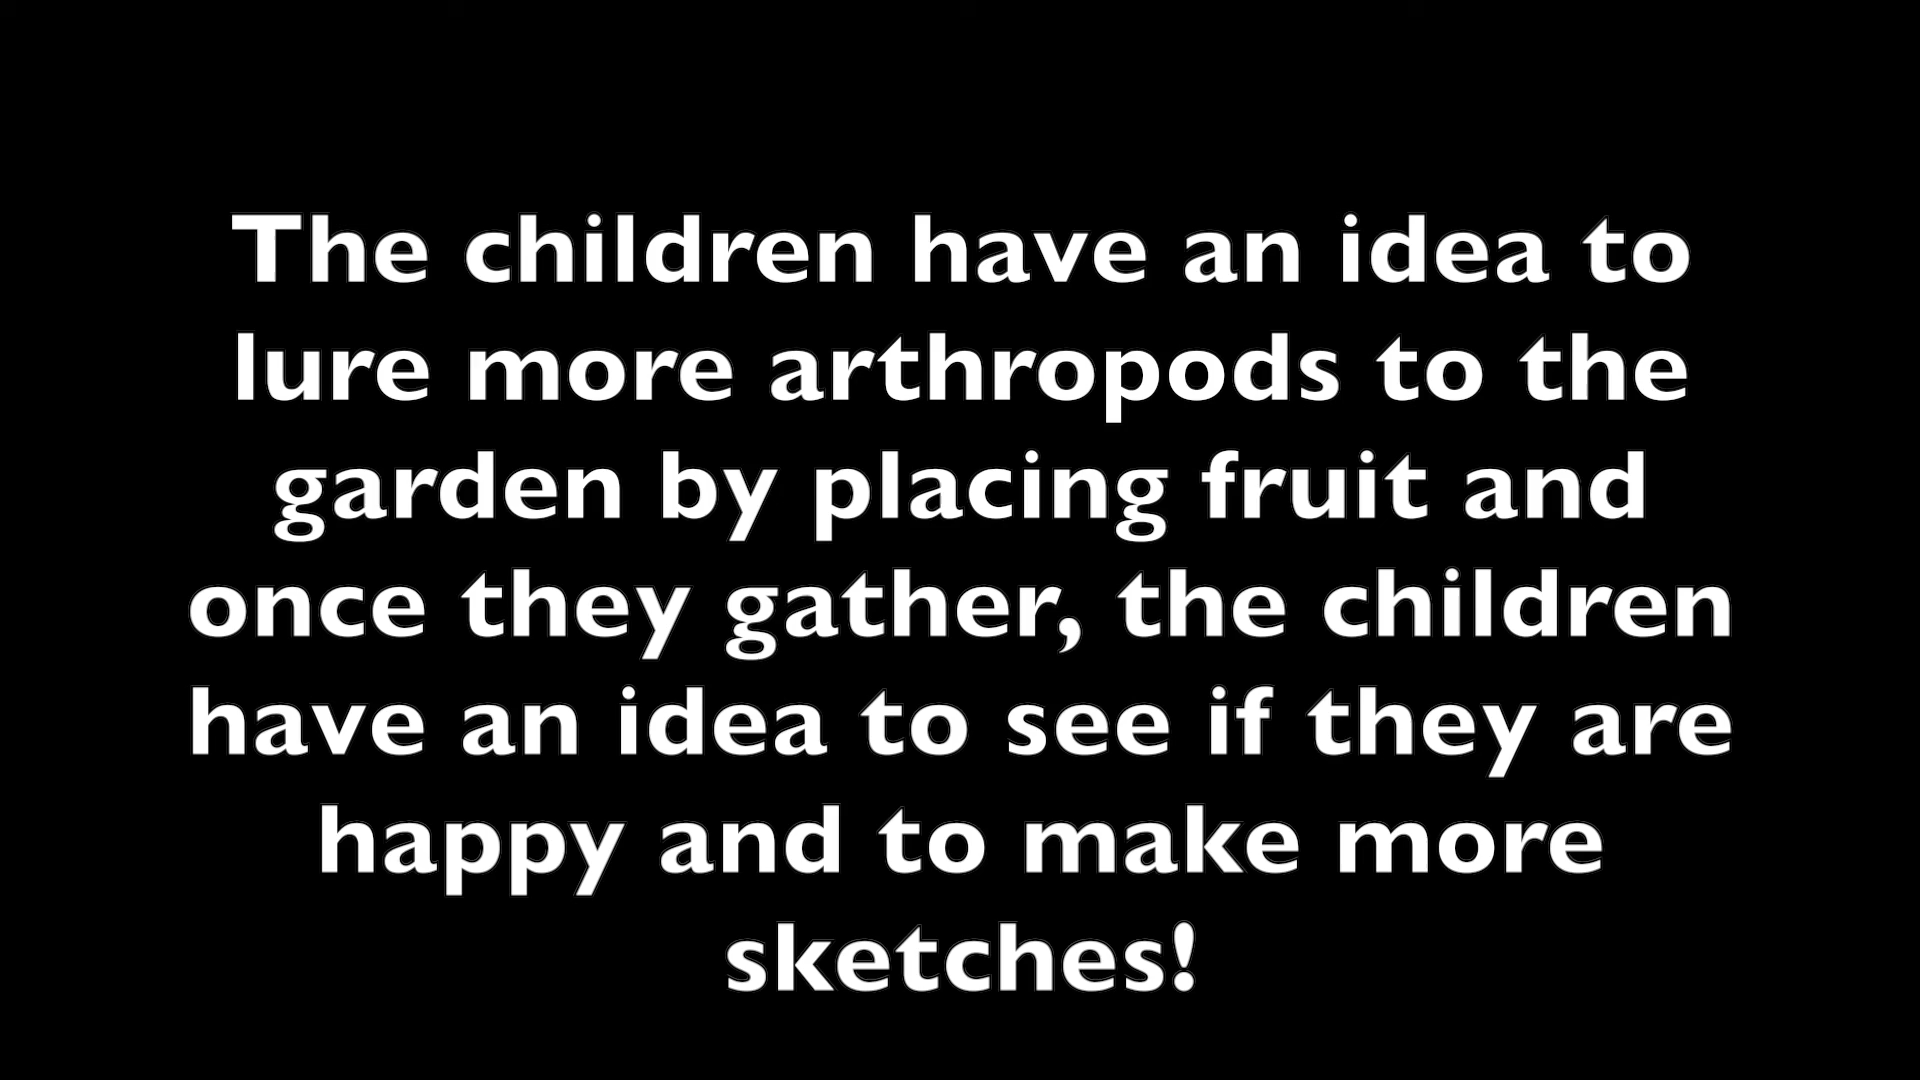 The children have an idea to
lure more arthropods to the
garden by placing fruit and
once they gather, the children
have an idea to see if they are
happy and to make more
sketches!